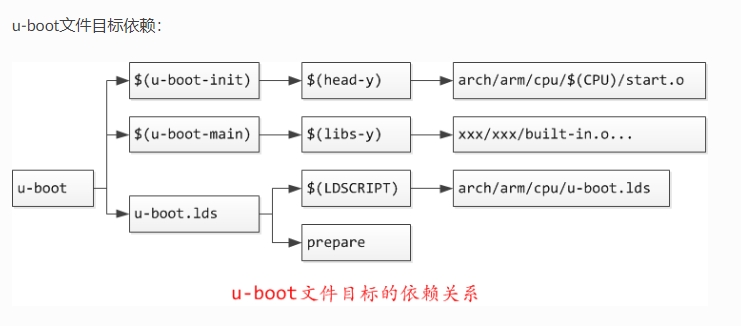 u-boot文件目标依赖：
$(u-boot-init) $(head-y) arch/arm/cpu/$(CPU)/start.o
$(u-boot-main) $(libs-y) xxx/xxx/built-in.o...
u-boot
u-boot.lds
$(LDSCRIPT) arch/arm/cpu/u-boot.lds
prepare
u-boot文件目标的依赖关系